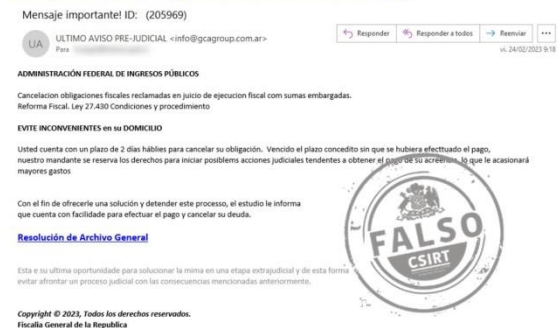 Mensaje importante! ID: (205969)
UA
ULTIMO AVISO PRE-JUDICIAL <info@gcagroup.com.ar>
Para
Responder
Responder a todos
Reenviar
vi. 24/02/2023 9:18
ADMINISTRACIÓN FEDERAL DE INGRESOS PÚBLICOS
Cancelacion obligaciones fiscales reclamadas en juicio de ejecucion fiscal com sumas embargadas.
Reforma Fiscal. Ley 27.430 Condiciones y procedimiento
EVITE INCONVENIENTES en su DOMICILIO
Usted cuenta con un plazo de 2 días hábiles para cancelar su obligación. Vencido el plazo concedito sin que se hubiera efecttuado el pago,
nuestro mandante se reserva los derechos para iniciar posiblems acciones judiciales tendentes a obtener el pago de su acreencia, lo que le acasionará
mayores gastos
Con el fin de ofrecerle una solución y detender este processo, el estudio le informa
que cuenta con facilidade para efectuar el pago y cancelar su deuda.
Resolución de Archivo General
FALSO
CSIRT
Esta e su ultima oportunidade para solucionar la mimia en una etapa extrajudicial y de esta forma
evitar afrontar un proceso judicial con las consecuencias mencionadas anteriormente.
Copyright © 2023, Todos los derechos reservados.
Fiscalía General de la Republica